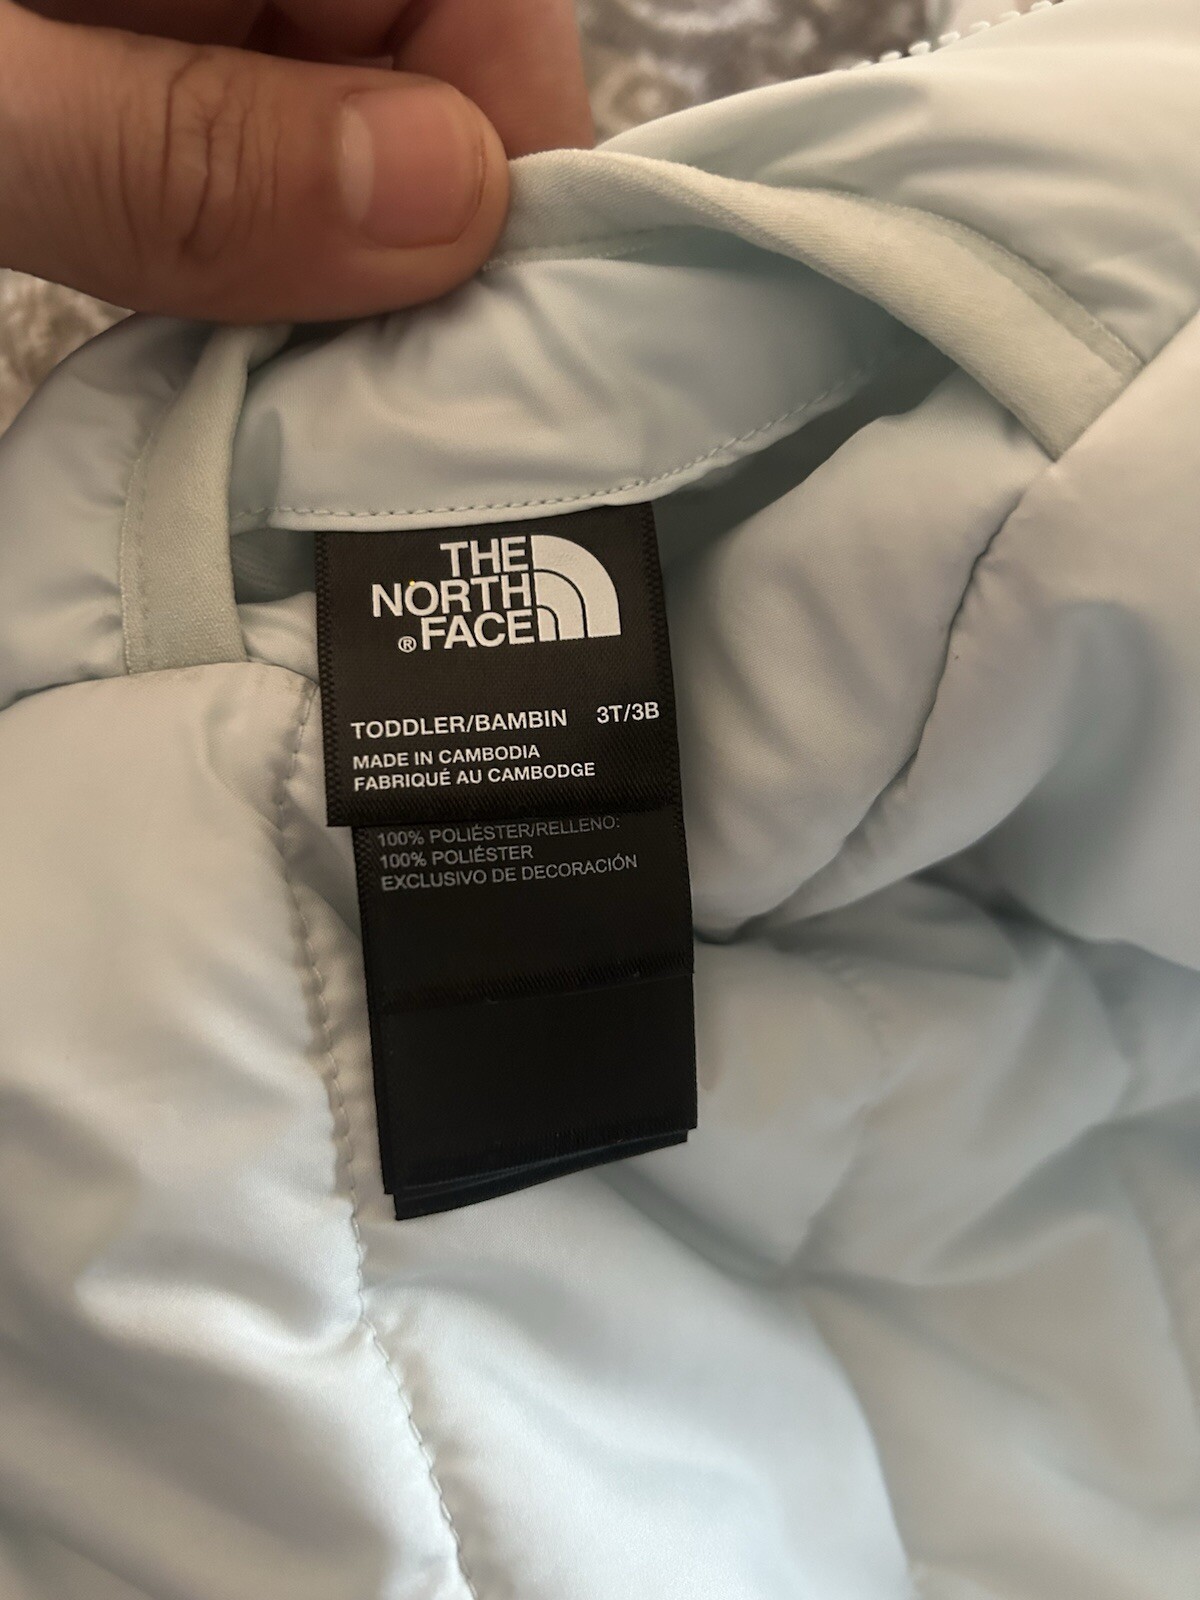 THE
NORTH
®FACE
TODDLER/BAMBIN 3T/3B
MADE IN CAMBODIA
FABRIQUÉ AU CAMBODGE
100% POLIÉSTER/RELLENO:
100% POLIÉSTER
EXCLUSIVO DE DECORACIÓN